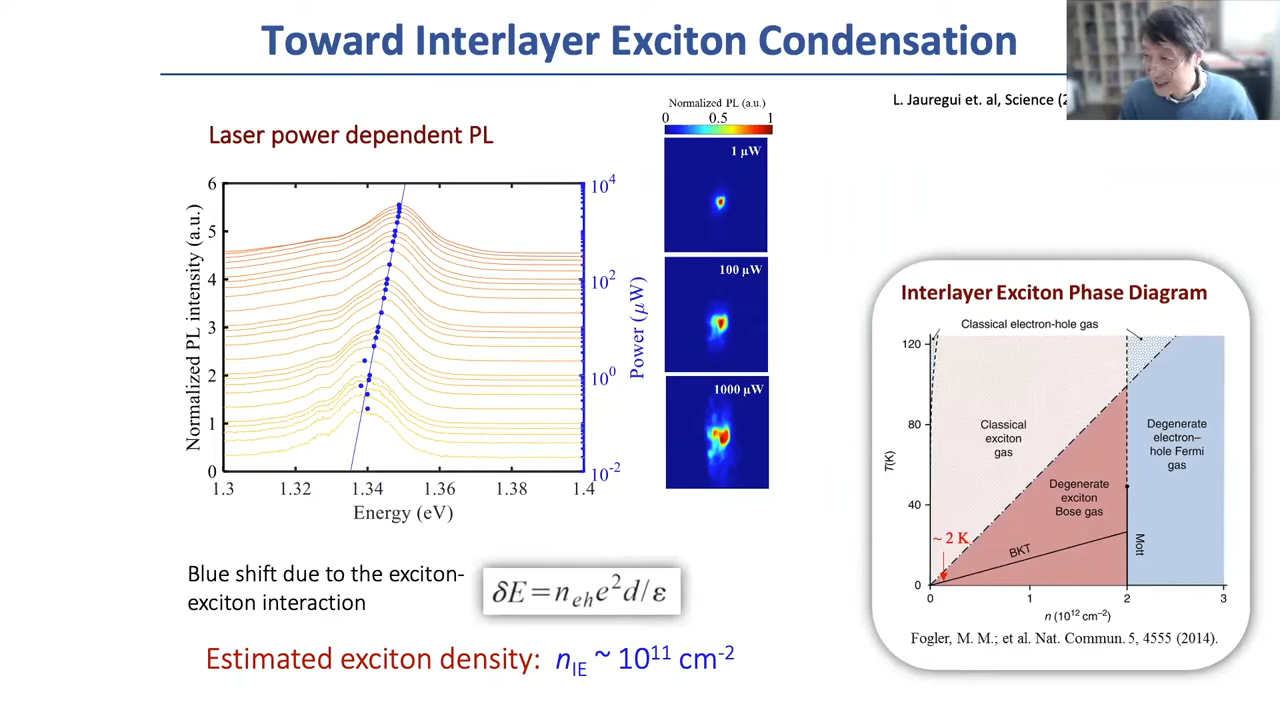 Toward Interlayer Exciton Condensation
L. Jauregui et. al, Science (2
Laser power dependent PL
Normalized PL intensity (a.u.)
6
5
4
3
2
1
0
1.3
1.32
1.34
1.36
1.38
1.4
Energy (eV)
10⁴
10²
10⁰
10⁻²
Power (μW)
Normalized PL (a.u.)
0
0.5
1
1 μW
100 μW
1000 μW
Interlayer Exciton Phase Diagram
Classical electron-hole gas
120
80
40
0
T(K)
Classical
exciton
gas
Degenerate
electron–
hole Fermi
gas
Degenerate
exciton
Bose gas
~ 2 K
BKT
Mott
0
1
2
3
n (10¹² cm⁻²)
Fogler, M. M.; et al. Nat. Commun. 5, 4555 (2014).
Blue shift due to the exciton-
exciton interaction
δE=nₑₕe²d/ε
Estimated exciton density: n_IE ~ 10¹¹ cm⁻²